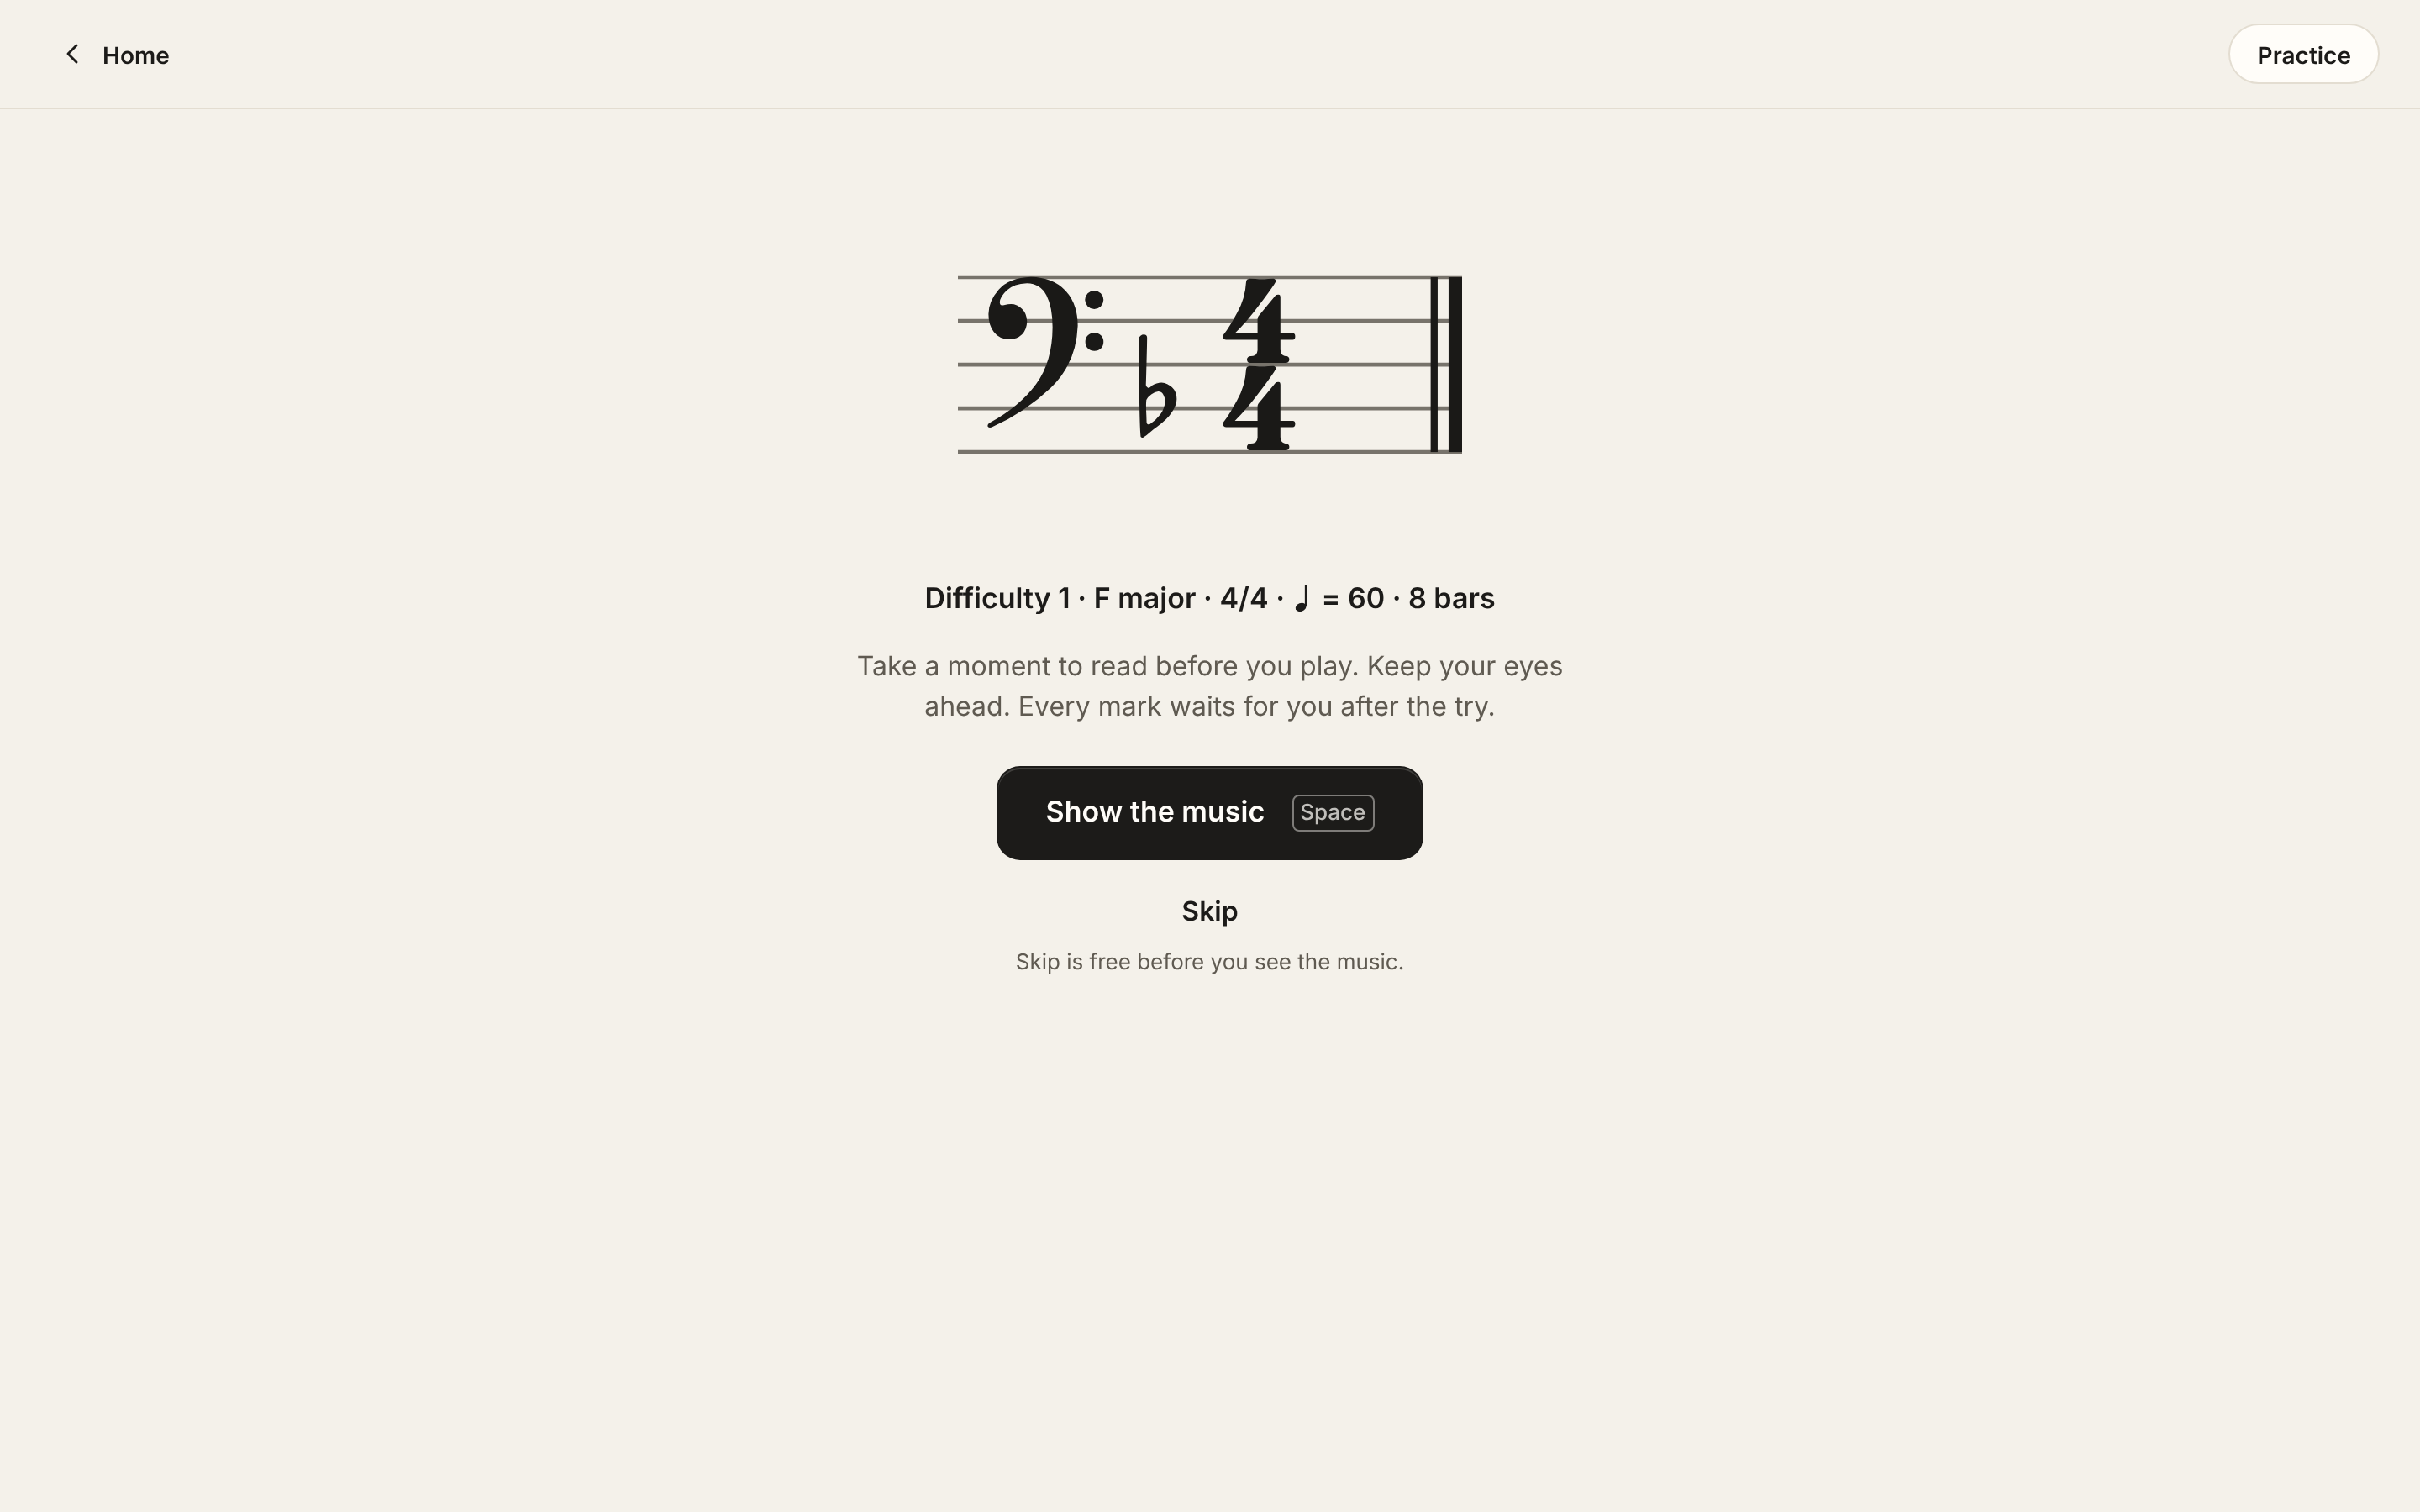 Home
Practice
4
4
Difficulty 1 · F major · 4/4 · ♩ = 60 · 8 bars
Take a moment to read before you play. Keep your eyes
ahead. Every mark waits for you after the try.
Show the music Space
Skip
Skip is free before you see the music.